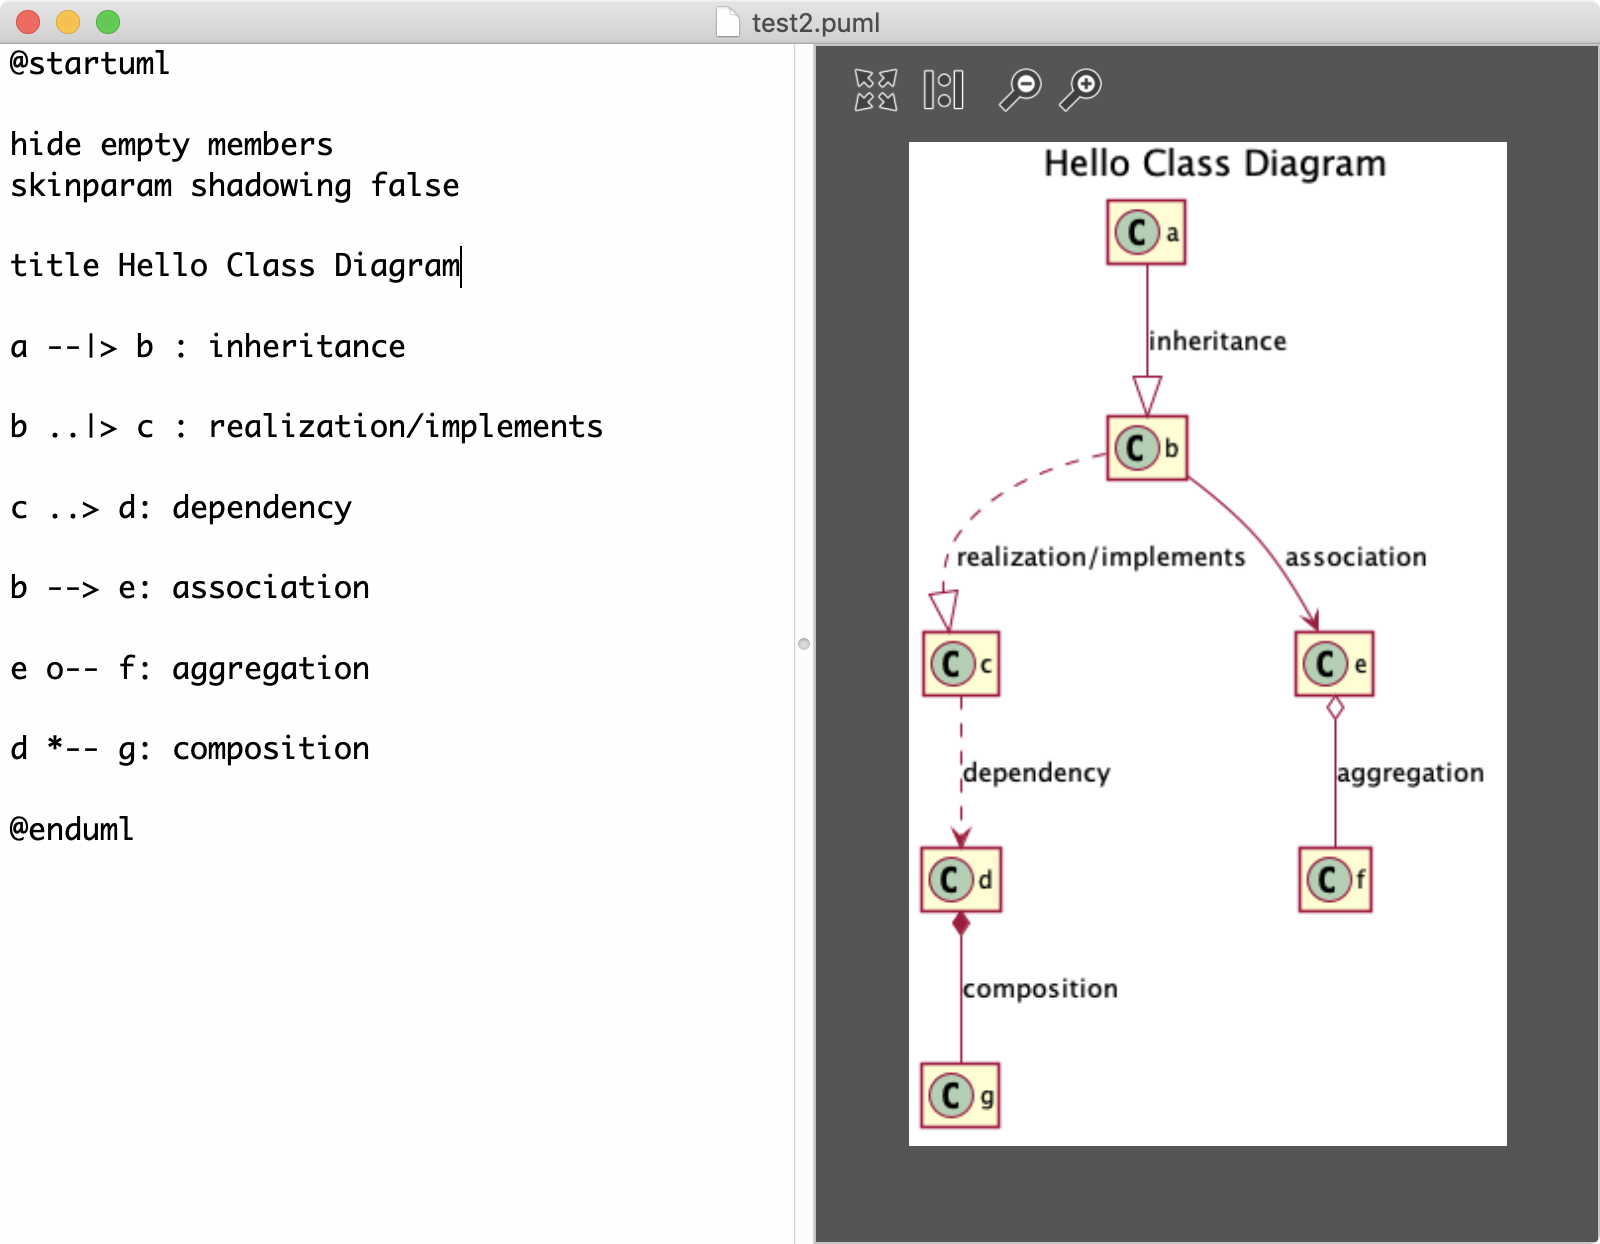 test2.puml
@startuml
hide empty members
skinparam shadowing false
title Hello Class Diagram
a --|> b : inheritance
b ..|> c : realization/implements
c ..> d: dependency
b --> e: association
e o-- f: aggregation
d *-- g: composition
@enduml
Hello Class Diagram
C a
inheritance
C b
realization/implements
association
C c
C e
dependency
aggregation
C d
C f
composition
C g